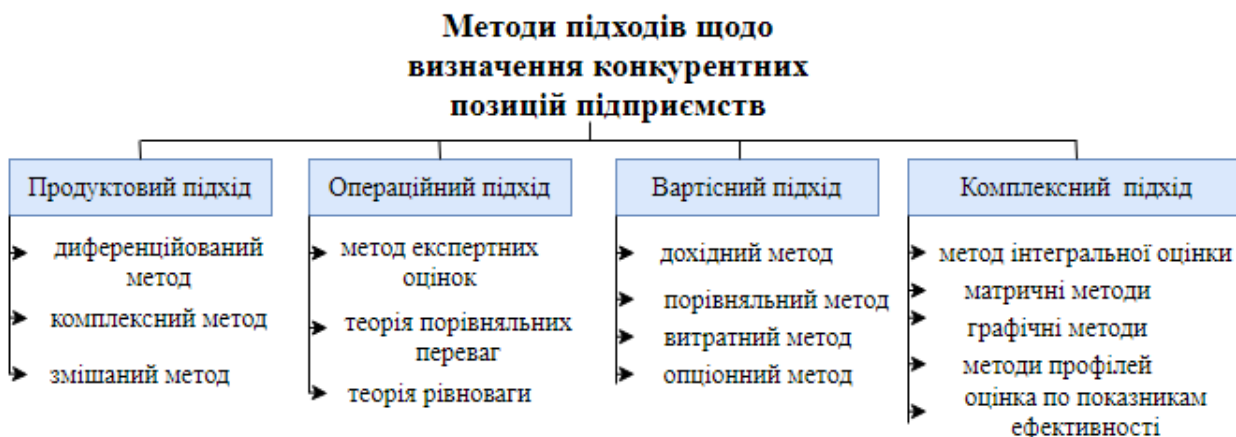 Методи підходів щодо
визначення конкурентних
позицій підприємств
Продуктовий підхід
диференційований
метод
комплексний метод
змішаний метод
Операційний підхід
метод експертних
оцінок
теорія порівняльних
переваг
теорія рівноваги
Вартісний підхід
дохідний метод
порівняльний метод
витратний метод
опціонний метод
Комплексний підхід
метод інтегральної оцінки
матричні методи
графічні методи
методи профілей
оцінка по показникам
ефективності